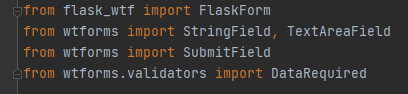 from flask_wtf import FlaskForm
from wtforms import StringField, TextAreaField
from wtforms import SubmitField
from wtforms.validators import DataRequired